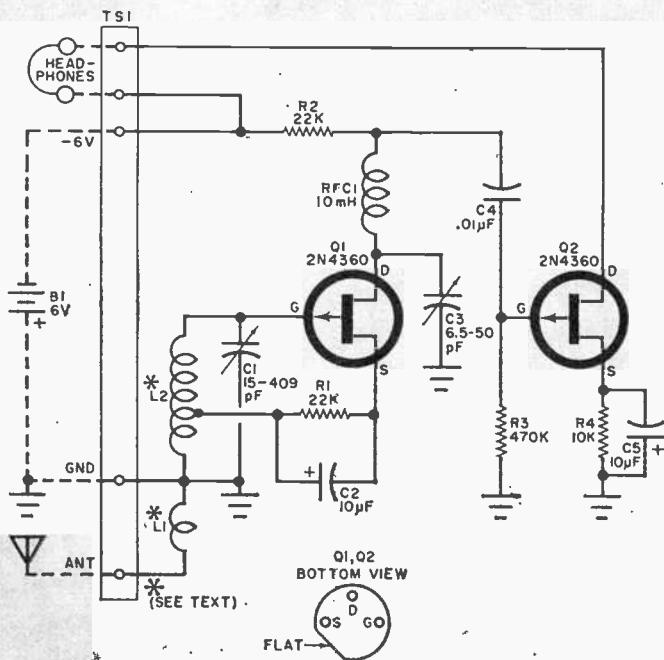 TS1
HEAD-
PHONES
-6V
R2
22K
RFC1
10mH
C4
.01µF
Q1
2N4360
Q2
2N4360
D
D
B1
6V
+
G
G
C3
6.5-50
pF
*
L2
C1
15-409
pF
R1
22K
S
S
R3
470K
R4
10K
C5
10µF
+
GND
+
C2
10µF
*
L1
ANT
*
(SEE TEXT)
Q1,Q2
BOTTOM VIEW
D
S
G
FLAT